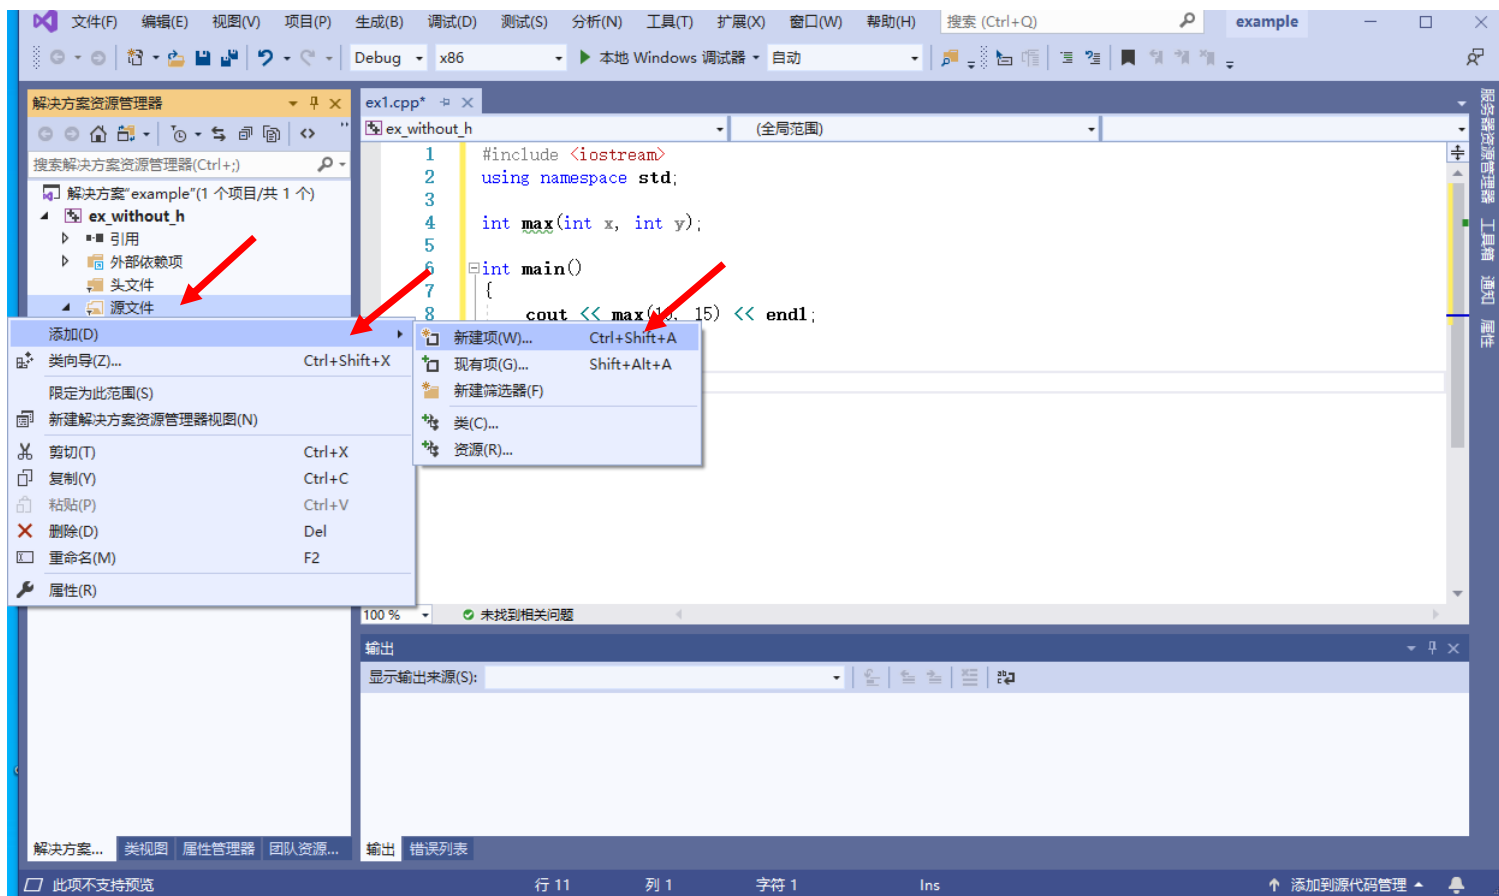 文件(F) 编辑(E) 视图(V) 项目(P) 生成(B) 调试(D) 测试(S) 分析(N) 工具(T) 扩展(X) 窗口(W) 帮助(H) 搜索 (Ctrl+Q) example
Debug x86 本地 Windows 调试器 自动
解决方案资源管理器
ex1.cpp*
ex_without_h (全局范围)
搜索解决方案资源管理器(Ctrl+;)
解决方案"example"(1 个项目/共 1 个)
ex_without_h
引用
外部依赖项
头文件
源文件
1 #include <iostream>
2 using namespace std;
3
4 int max(int x, int y);
5
6 int main()
7 {
8 cout << max(10, 15) << endl;
添加(D)
类向导(Z)... Ctrl+Shift+X
限定为此范围(S)
新建解决方案资源管理器视图(N)
剪切(T) Ctrl+X
复制(Y) Ctrl+C
粘贴(P) Ctrl+V
删除(D) Del
重命名(M) F2
属性(R)
新建项(W)... Ctrl+Shift+A
现有项(G)... Shift+Alt+A
新建筛选器(F)
类(C)...
资源(R)...
100 % 未找到相关问题
输出
显示输出来源(S):
解决方案... 类视图 属性管理器 团队资源...
输出 错误列表
服务器资源管理器
工具箱
通知
属性
此项不支持预览 行 11 列 1 字符 1 Ins 添加到源代码管理